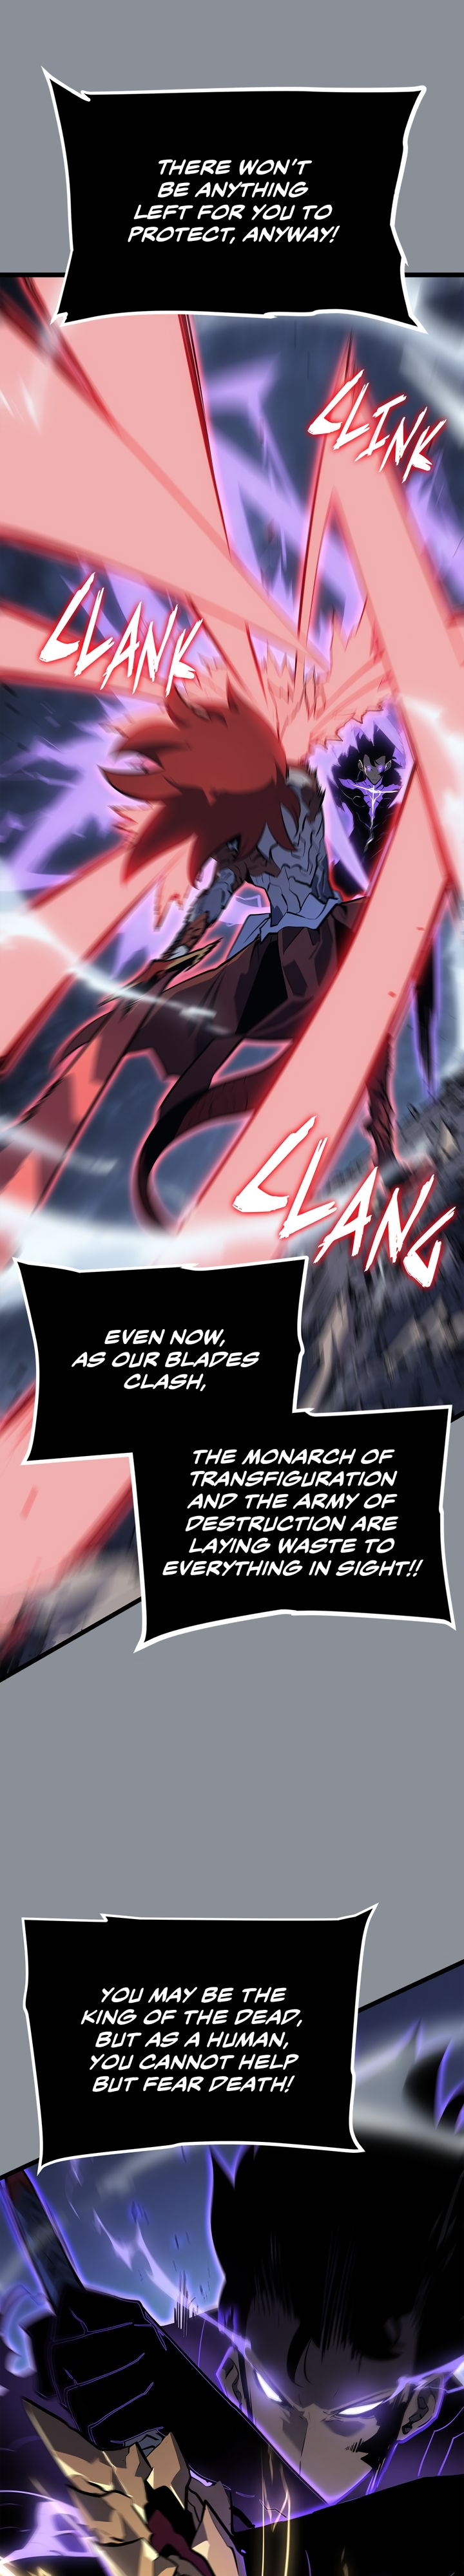 THERE WON'T
BE ANYTHING
LEFT FOR YOU TO
PROTECT, ANYWAY!
CLINK
CLANK
CLANG
EVEN NOW,
AS OUR BLADES
CLASH,
THE MONARCH OF
TRANSFIGURATION
AND THE ARMY OF
DESTRUCTION ARE
LAYING WASTE TO
EVERYTHING IN SIGHT!!
YOU MAY BE THE
KING OF THE DEAD,
BUT AS A HUMAN,
YOU CANNOT HELP
BUT FEAR DEATH!